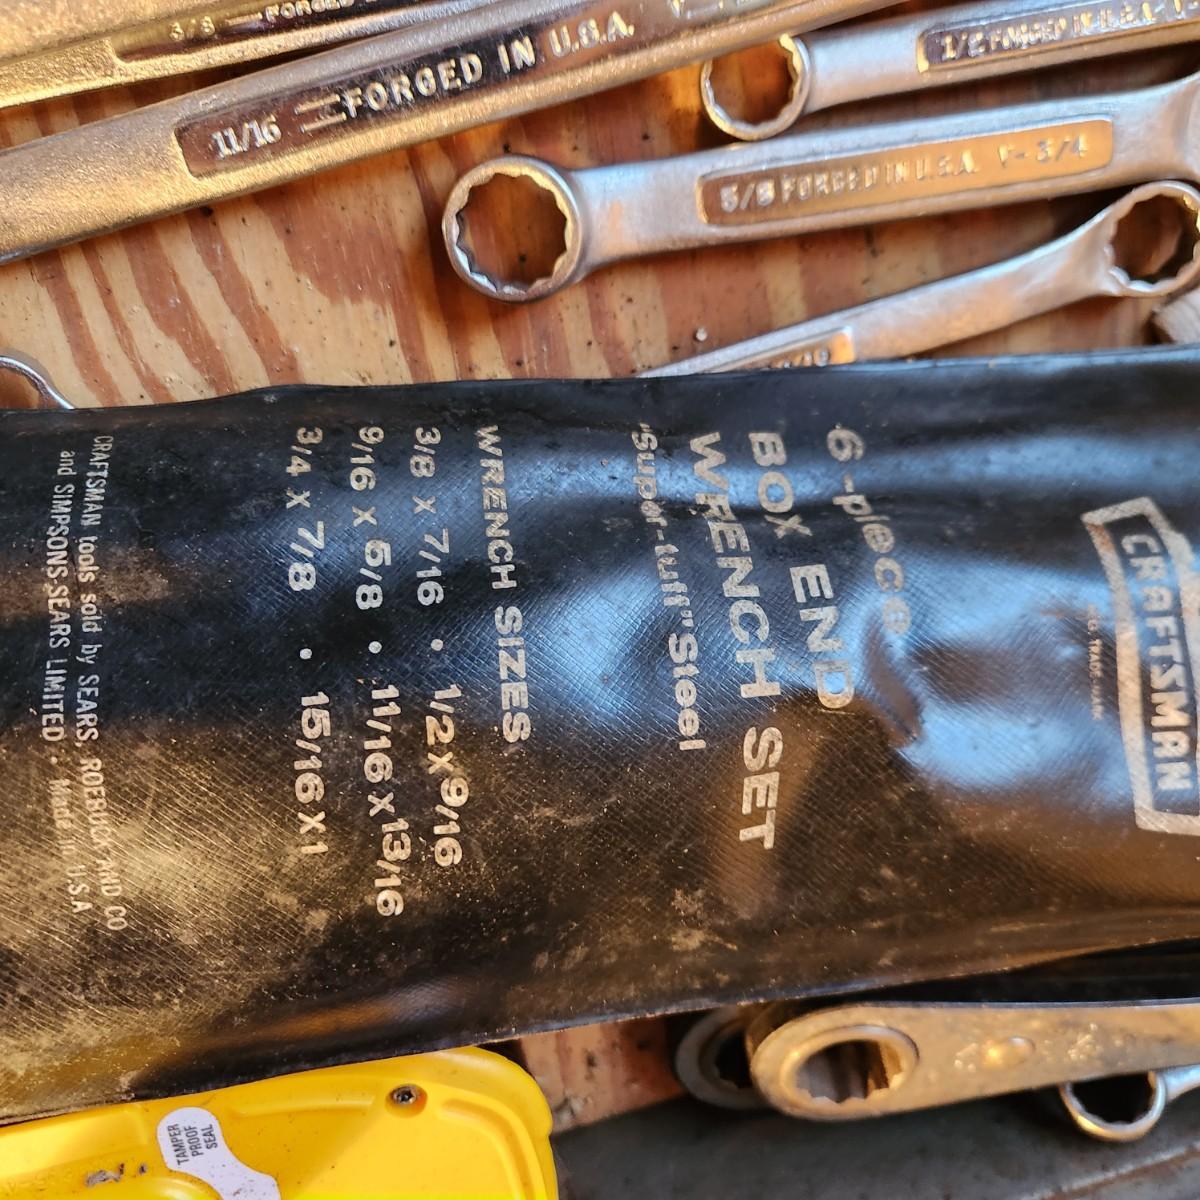 3/8 FORGED
11/16 FORGED IN U.S.A. V-
1/2 FORGED IN U.S.A.
5/8 FORGED IN U.S.A. V-3/4
CRAFTSMAN
REG. TRADE MARK
6-piece
BOX END
WRENCH SET
"Super-tuff" Steel
WRENCH SIZES
3/8 x 7/16 • 1/2 x 9/16
9/16 x 5/8 • 11/16 x 13/16
3/4 x 7/8 • 15/16 x 1
CRAFTSMAN tools sold by SEARS, ROEBUCK AND CO
and SIMPSONS-SEARS LIMITED • Made in U.S.A
TAMPER
PROOF
SEAL